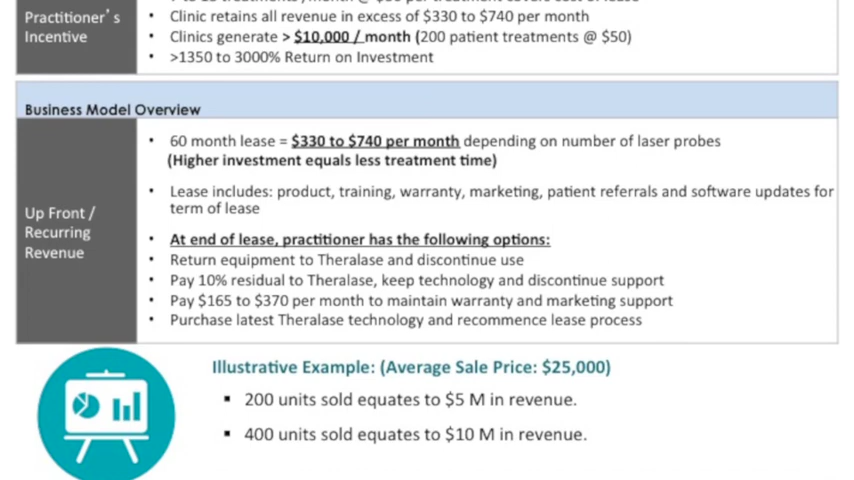 Practitioner's
Incentive
• Clinic retains all revenue in excess of $330 to $740 per month
• Clinics generate > $10,000 / month (200 patient treatments @ $50)
• >1350 to 3000% Return on Investment
Business Model Overview
Up Front /
Recurring
Revenue
• 60 month lease = $330 to $740 per month depending on number of laser probes
(Higher investment equals less treatment time)
• Lease includes: product, training, warranty, marketing, patient referrals and software updates for
term of lease
• At end of lease, practitioner has the following options:
• Return equipment to Theralase and discontinue use
• Pay 10% residual to Theralase, keep technology and discontinue support
• Pay $165 to $370 per month to maintain warranty and marketing support
• Purchase latest Theralase technology and recommence lease process
Illustrative Example: (Average Sale Price: $25,000)
▪ 200 units sold equates to $5 M in revenue.
▪ 400 units sold equates to $10 M in revenue.